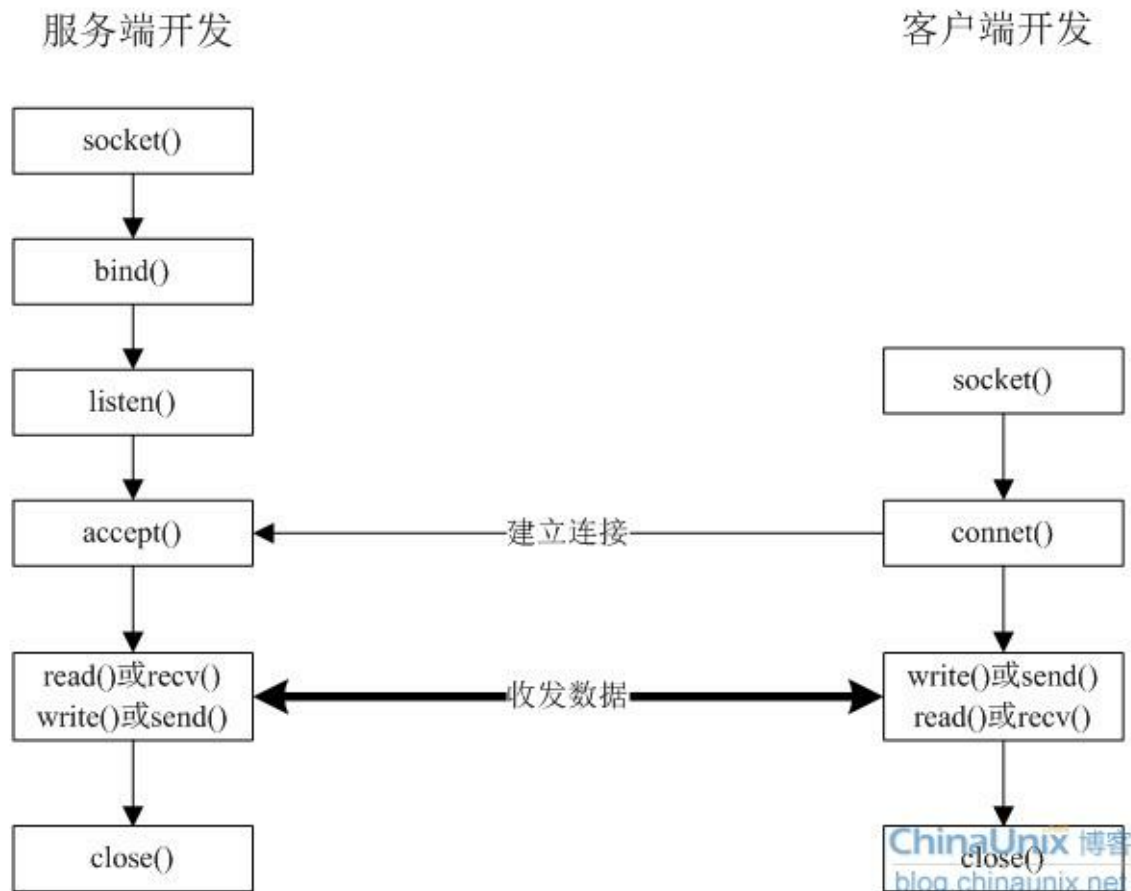 服务端开发
客户端开发
socket()
bind()
listen()
socket()
accept()
建立连接
connet()
read()或recv()
write()或send()
收发数据
write()或send()
read()或recv()
close()
close()
ChinaUnix 博客
blog.chinaunix.net